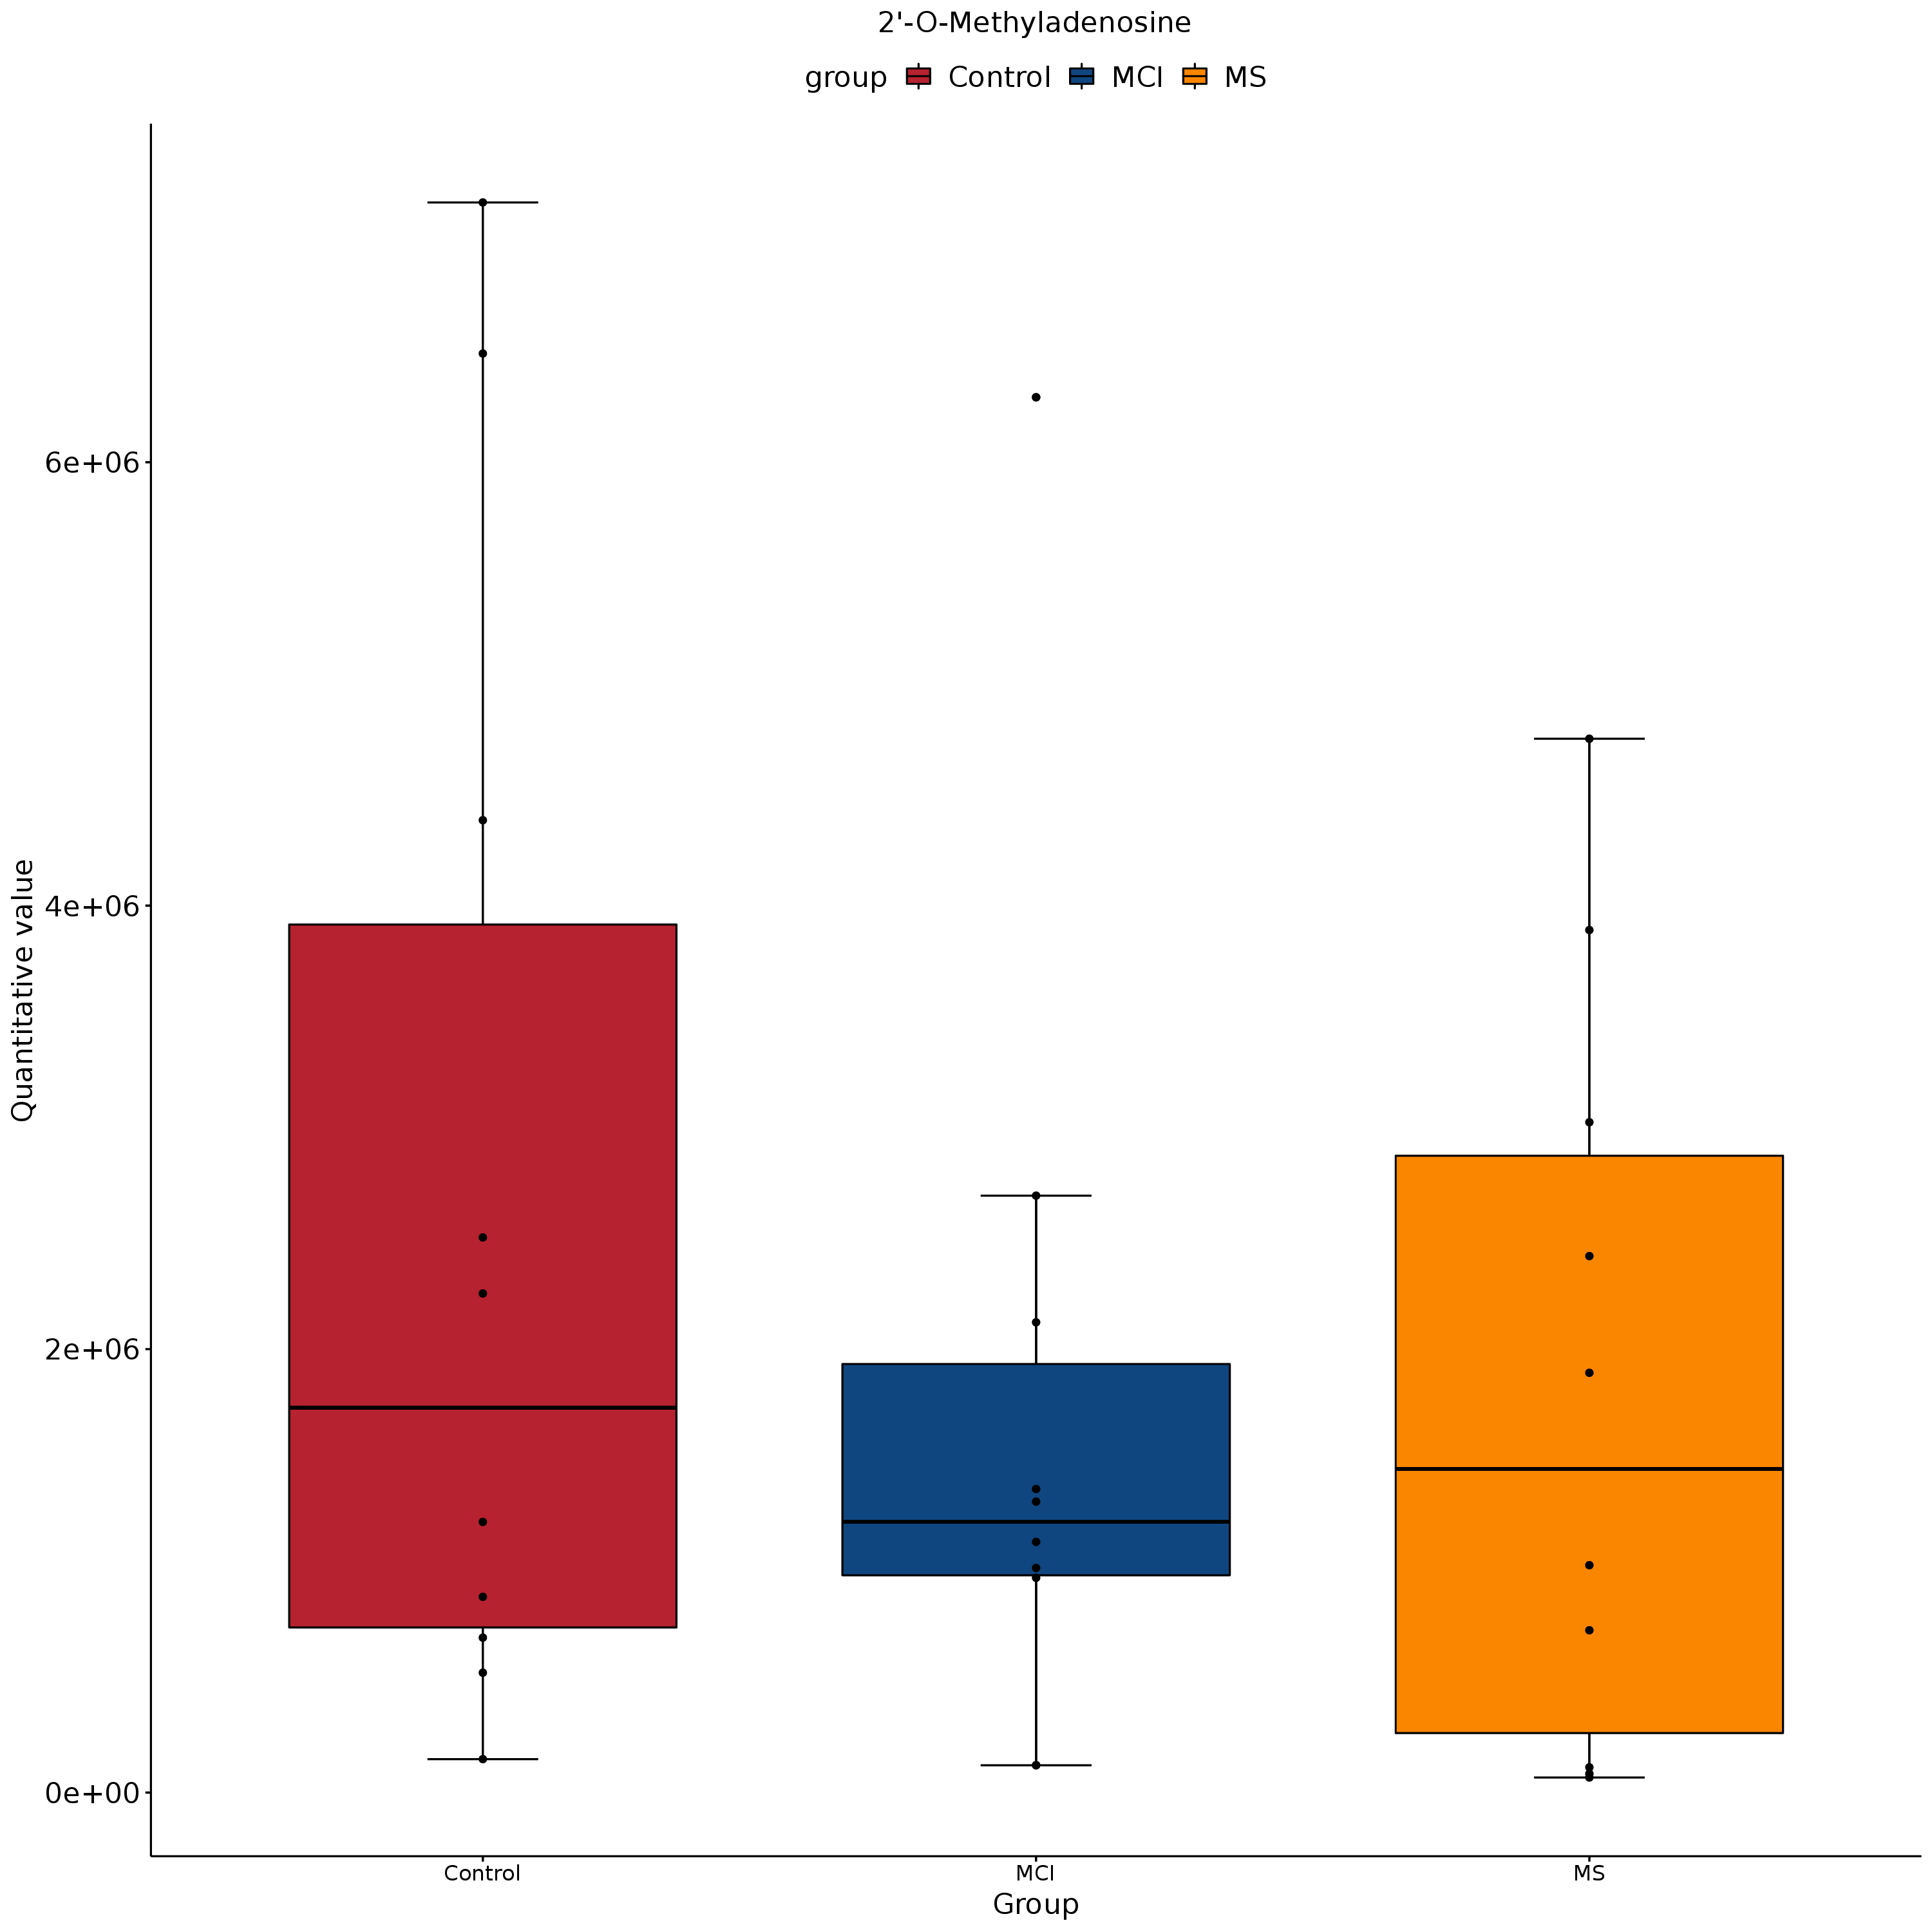 2'-O-Methyladenosine
group Control MCI MS
Quantitative value
6e+06
4e+06
2e+06
0e+00
Control MCI MS
Group